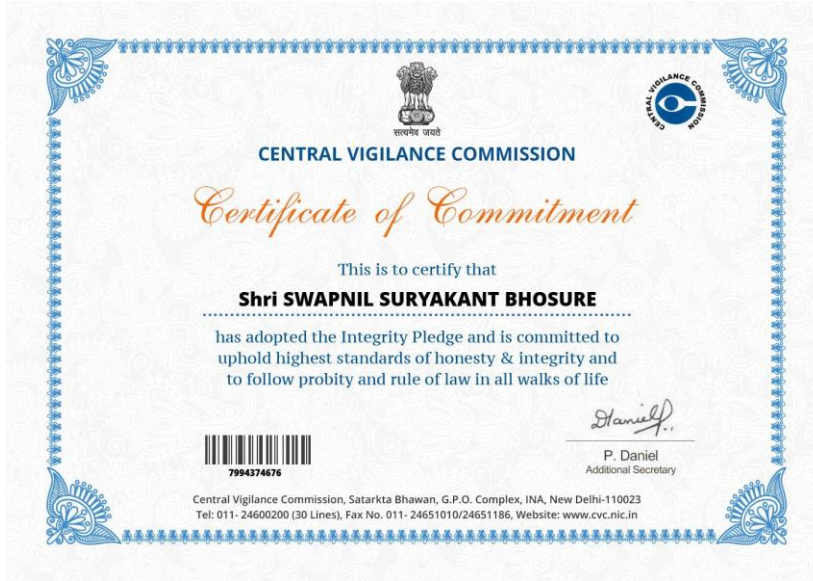 सत्यमेव जयते
CENTRAL VIGILANCE COMMISSION
CENTRAL VIGILANCE COMMISSION
Certificate of Commitment
This is to certify that
Shri SWAPNIL SURYAKANT BHOSURE
has adopted the Integrity Pledge and is committed to
uphold highest standards of honesty & integrity and
to follow probity and rule of law in all walks of life
DHaniel
P. Daniel
Additional Secretary
7994374676
Central Vigilance Commission, Satarkta Bhawan, G.P.O. Complex, INA, New Delhi-110023
Tel: 011- 24600200 (30 Lines), Fax No. 011- 24651010/24651186, Website: www.cvc.nic.in